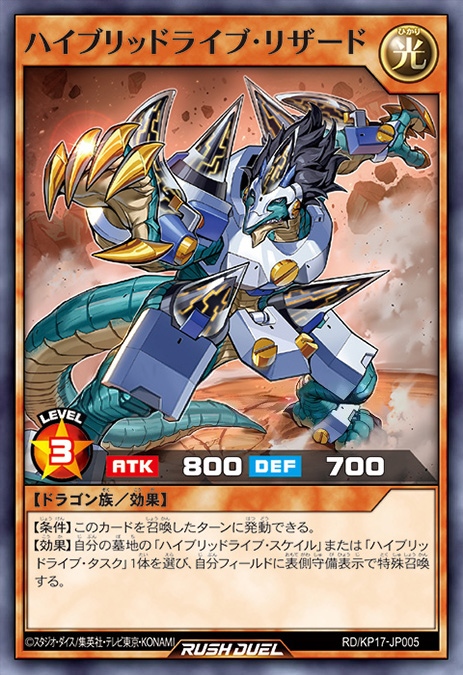 ハイブリッドライブ・リザード
ひかり
光
LEVEL
3
ATK 800 DEF 700
【ドラゴン族／効果】
【条件】このカードを召喚したターンに発動できる。
【効果】自分の墓地の「ハイブリッドライブ・スケイル」または「ハイブリッ
ドライブ・タスク」1体を選び、自分フィールドに表側守備表示で特殊召喚
する。
©スタジオ・ダイス/集英社・テレビ東京・KONAMI
RUSH DUEL
RD/KP17-JP005